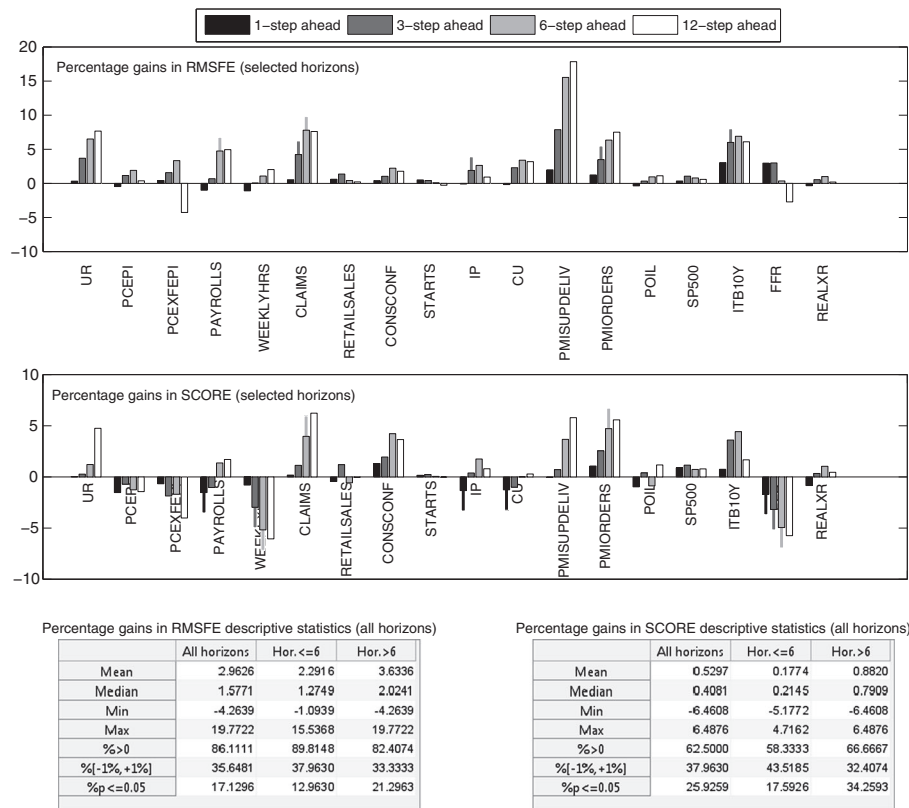 1−step ahead 3−step ahead 6−step ahead 12−step ahead
Percentage gains in RMSFE (selected horizons)
20
15
10
5
0
−5
−10
UR PCEPI PCEXFEPI PAYROLLS WEEKLYHRS CLAIMS RETAILSALES CONSCONF STARTS IP CU PMISUPDELIV PMIORDERS POIL SP500 ITB10Y FFR REALXR
Percentage gains in SCORE (selected horizons)
10
5
0
−5
−10
UR PCEPI PCEXFEPI PAYROLLS CLAIMS RETAILSALES CONSCONF STARTS IP CU PMISUPDELIV PMIORDERS POIL SP500 ITB10Y FFR REALXR
Percentage gains in RMSFE descriptive statistics (all horizons)
All horizons Hor.<=6 Hor.>6
Mean 2.9626 2.2916 3.6336
Median 1.5771 1.2749 2.0241
Min -4.2639 -1.0939 -4.2639
Max 19.7722 15.5368 19.7722
%>0 86.1111 89.8148 82.4074
%[-1%,+1%] 35.6481 37.9630 33.3333
%p<=0.05 17.1296 12.9630 21.2963
Percentage gains in SCORE descriptive statistics (all horizons)
All horizons Hor.<=6 Hor.>6
Mean 0.5297 0.1774 0.8820
Median 0.4081 0.2145 0.7909
Min -6.4608 -5.1772 -6.4608
Max 6.4876 4.7162 6.4876
%>0 62.5000 58.3333 66.6667
%[-1%,+1%] 37.9630 43.5185 32.4074
%p<=0.05 25.9259 17.5926 34.2593